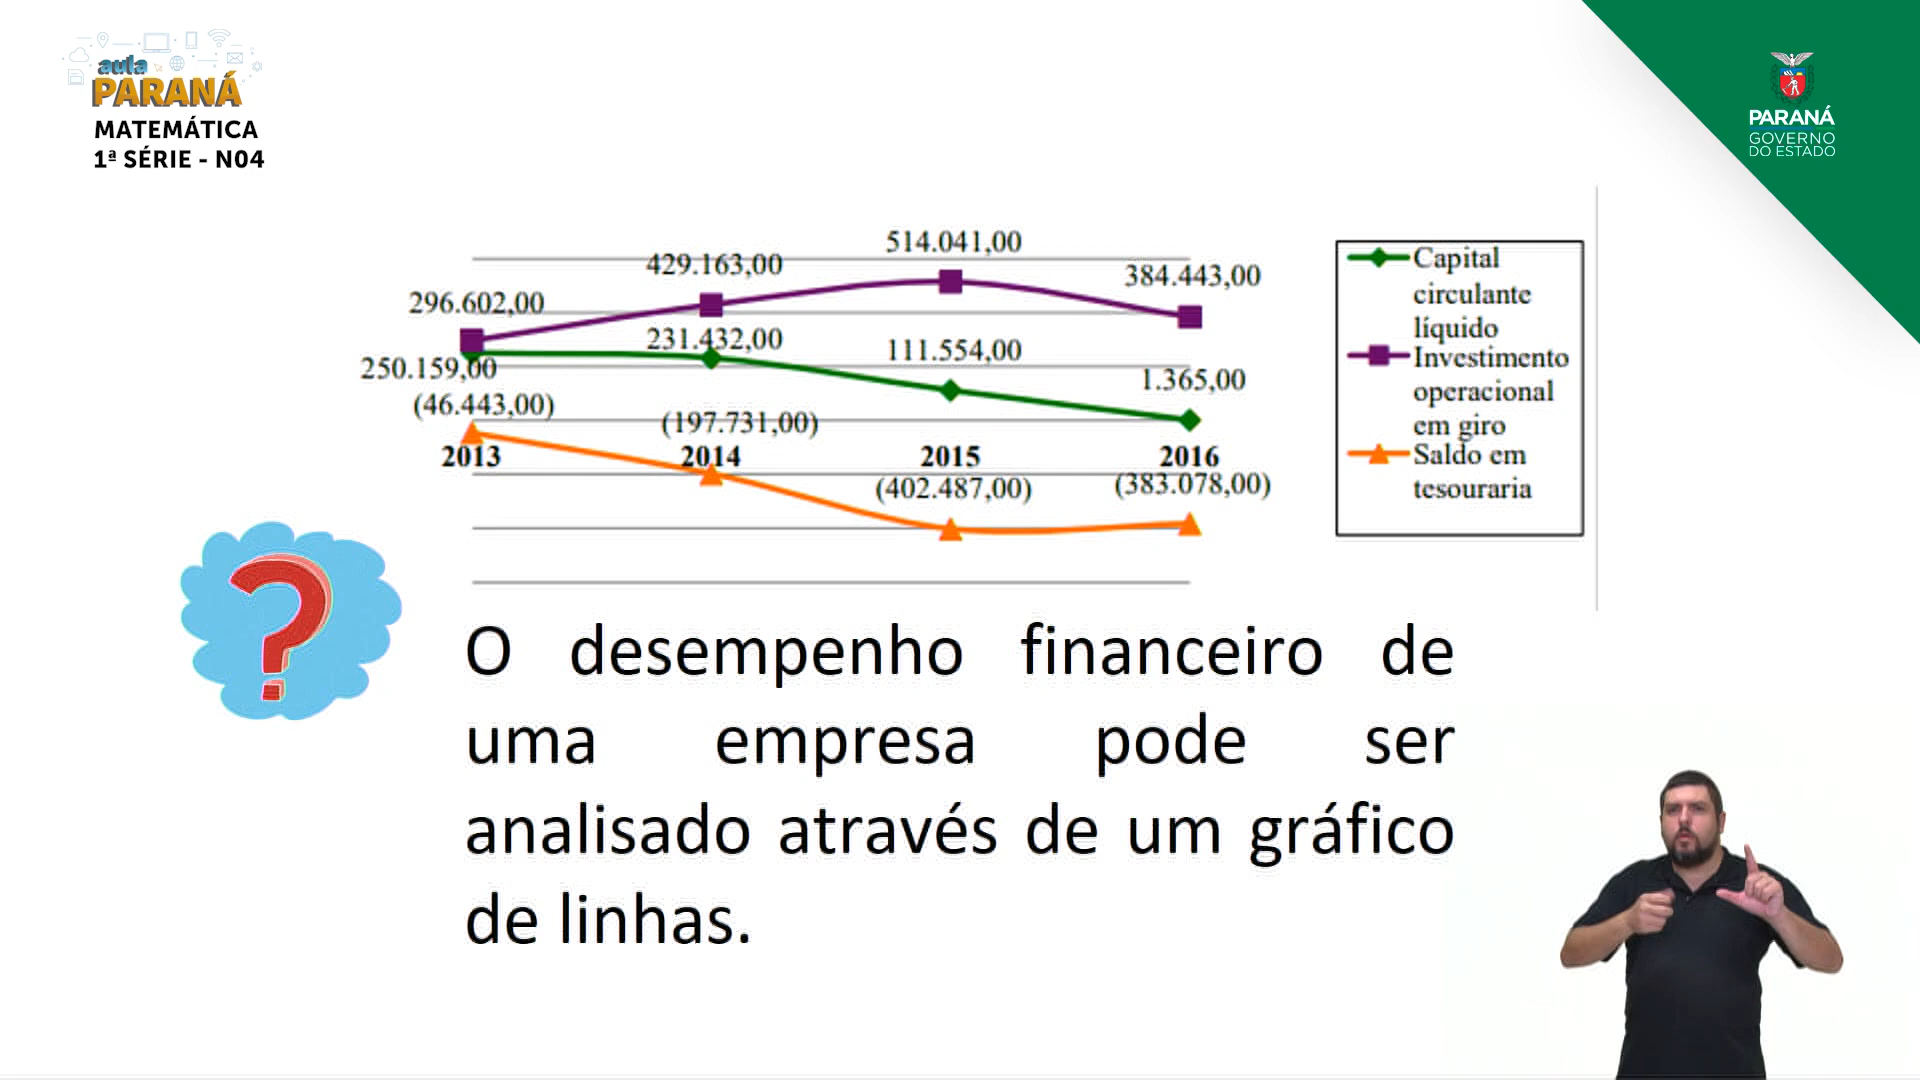 aula
PARANÁ
MATEMÁTICA
1ª SÉRIE - N04
PARANÁ
GOVERNO
DO ESTADO
514.041,00
429.163,00
384.443,00
296.602,00
231.432,00
111.554,00
250.159,00
1.365,00
(46.443,00)
(197.731,00)
2013
2014
2015
2016
(402.487,00)
(383.078,00)
Capital
circulante
líquido
Investimento
operacional
em giro
Saldo em
tesouraria
?
O desempenho financeiro de
uma empresa pode ser
analisado através de um gráfico
de linhas.